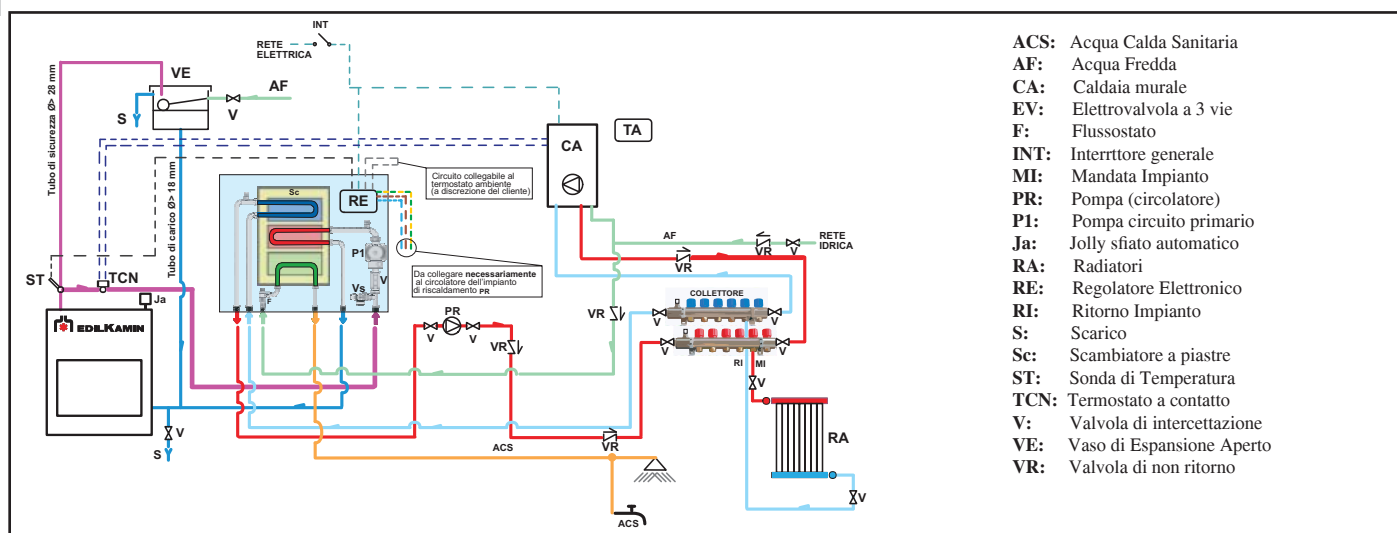 INT
RETE
ELETTRICA
VE
AF
V
S
Tubo di sicurezza Ø> 28 mm
Tubo di carico Ø> 18 mm
CA
TA
Circuito collegabile al
termostato ambiente
(a discrezione del cliente)
Sc
RE
P1
V
Vs
F
Da collegare necessariamente
al circolatore dell'impianto
di riscaldamento PR
ST
TCN
Ja
EDILKAMIN
AF
VR
V
RETE
IDRICA
VR
COLLETTORE
V
V
V
V
VR
PR
V
V
VR
RI
MI
V
RA
V
ACS
VR
V
S
ACS
ACS: Acqua Calda Sanitaria
AF: Acqua Fredda
CA: Caldaia murale
EV: Elettrovalvola a 3 vie
F: Flussostato
INT: Interrttore generale
MI: Mandata Impianto
PR: Pompa (circolatore)
P1: Pompa circuito primario
Ja: Jolly sfiato automatico
RA: Radiatori
RE: Regolatore Elettronico
RI: Ritorno Impianto
S: Scarico
Sc: Scambiatore a piastre
ST: Sonda di Temperatura
TCN: Termostato a contatto
V: Valvola di intercettazione
VE: Vaso di Espansione Aperto
VR: Valvola di non ritorno